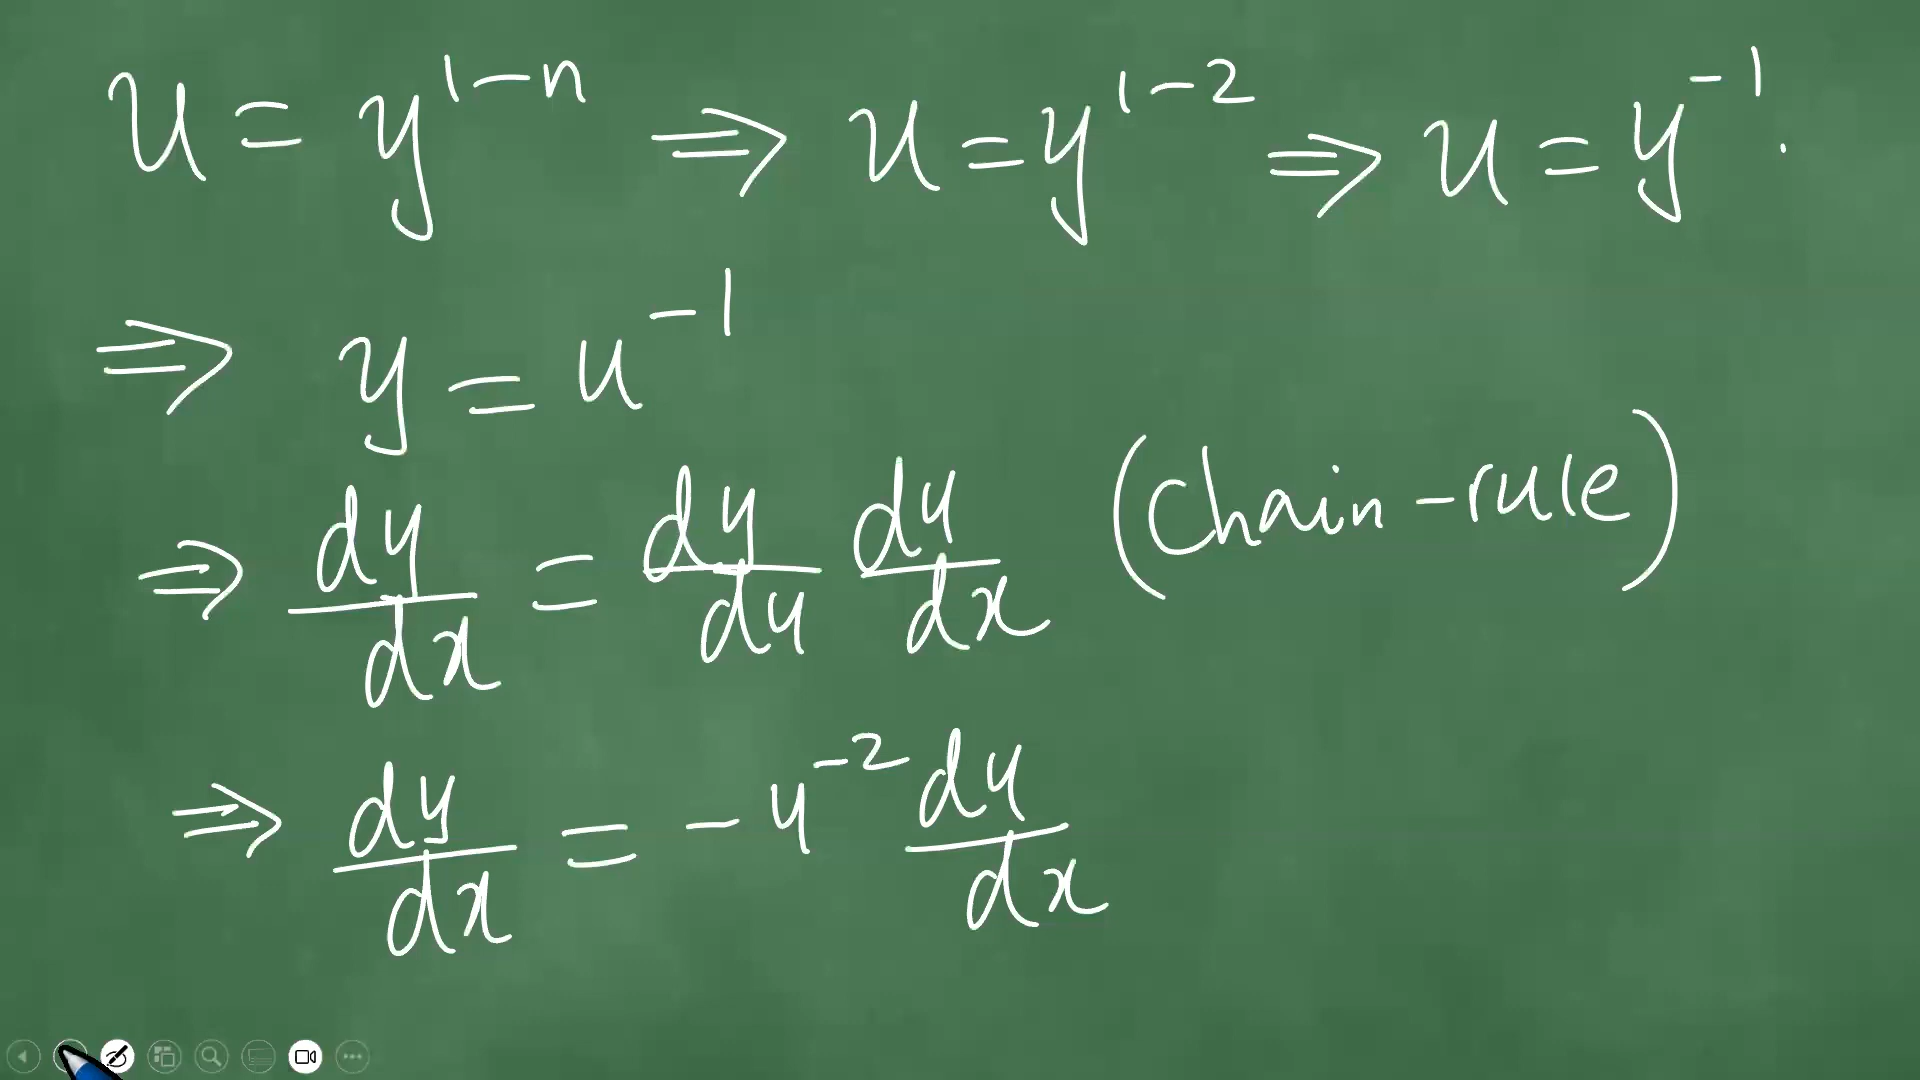 u = y^{1-n} ⇒ u = y^{1-2} ⇒ u = y^{-1}.
⇒ y = u^{-1}
⇒ dy/dx = dy/du du/dx (Chain-rule)
⇒ dy/dx = -u^{-2} du/dx